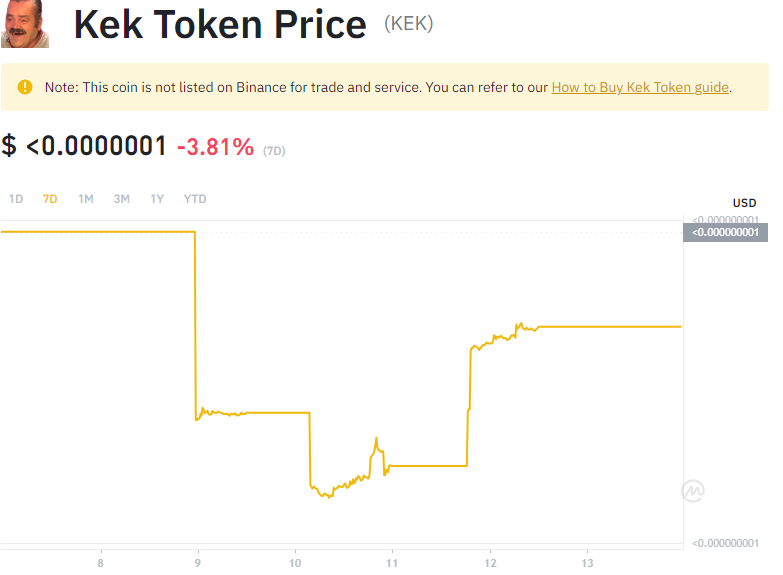 Kek Token Price (KEK)
Note: This coin is not listed on Binance for trade and service. You can refer to our How to Buy Kek Token guide.
$ <0.0000001 -3.81% (7D)
1D 7D 1M 3M 1Y YTD
USD
<0.000000001
<0.000000001
<0.000000001
8 9 10 11 12 13